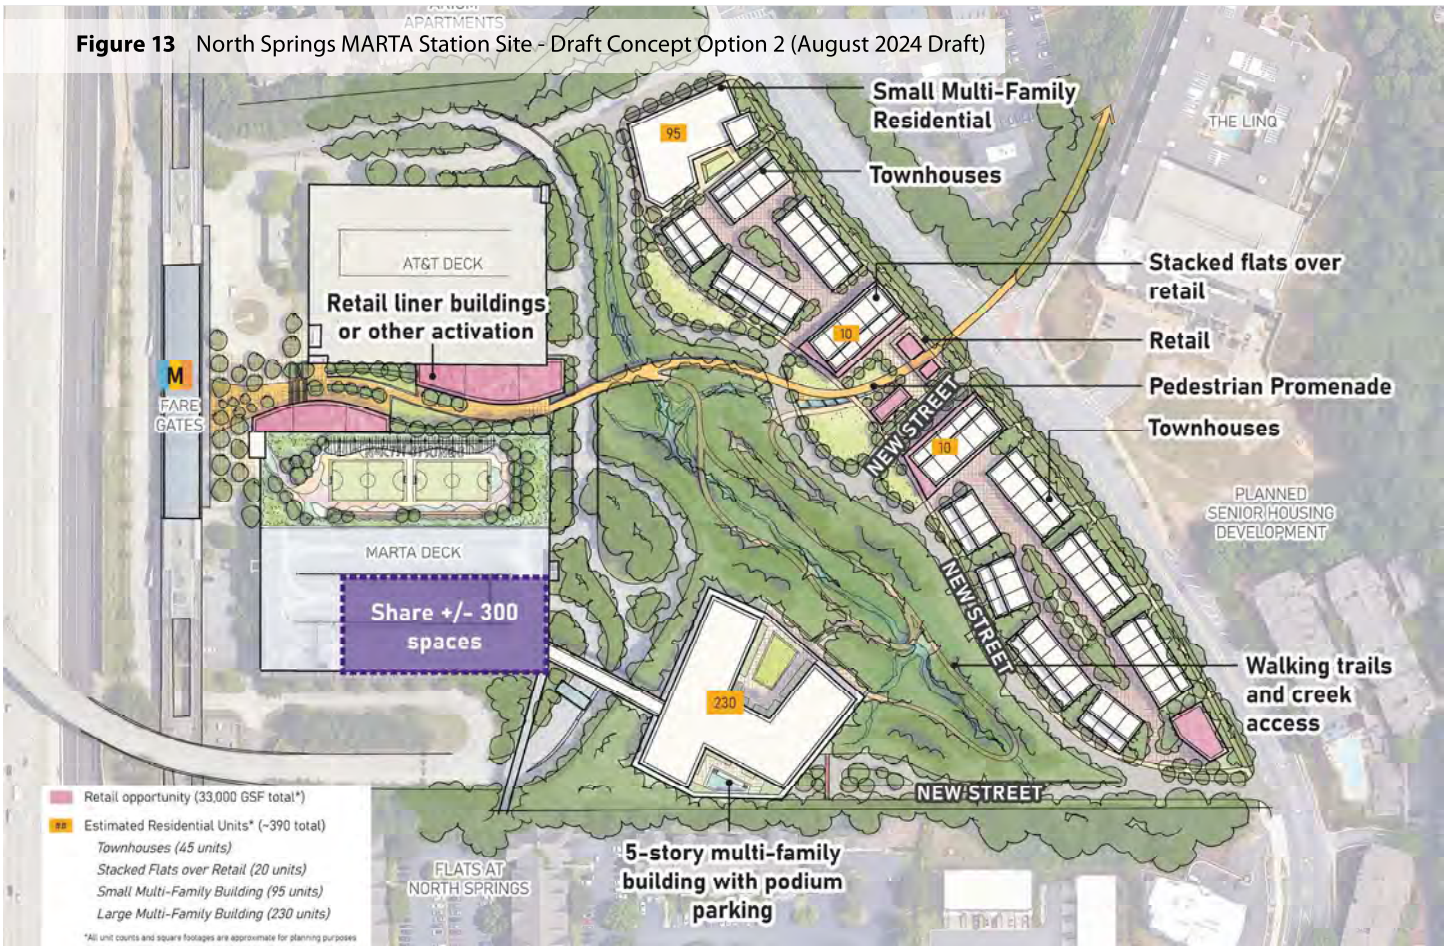 AXIOM
APARTMENTS
Figure 13 North Springs MARTA Station Site - Draft Concept Option 2 (August 2024 Draft)
Small Multi-Family
Residential
95
THE LINQ
Townhouses
AT&T DECK
Stacked flats over
retail
Retail liner buildings
or other activation
10
Retail
M
FARE
GATES
Pedestrian Promenade
NEW STREET
Townhouses
10
PLANNED
SENIOR HOUSING
DEVELOPMENT
MARTA DECK
NEW STREET
Share +/- 300
spaces
Walking trails
and creek
access
230
NEW STREET
Retail opportunity (33,000 GSF total*)
## Estimated Residential Units* (~390 total)
Townhouses (45 units)
Stacked Flats over Retail (20 units)
Small Multi-Family Building (95 units)
Large Multi-Family Building (230 units)
*All unit counts and square footages are approximate for planning purposes
FLATS AT
NORTH SPRINGS
5-story multi-family
building with podium
parking